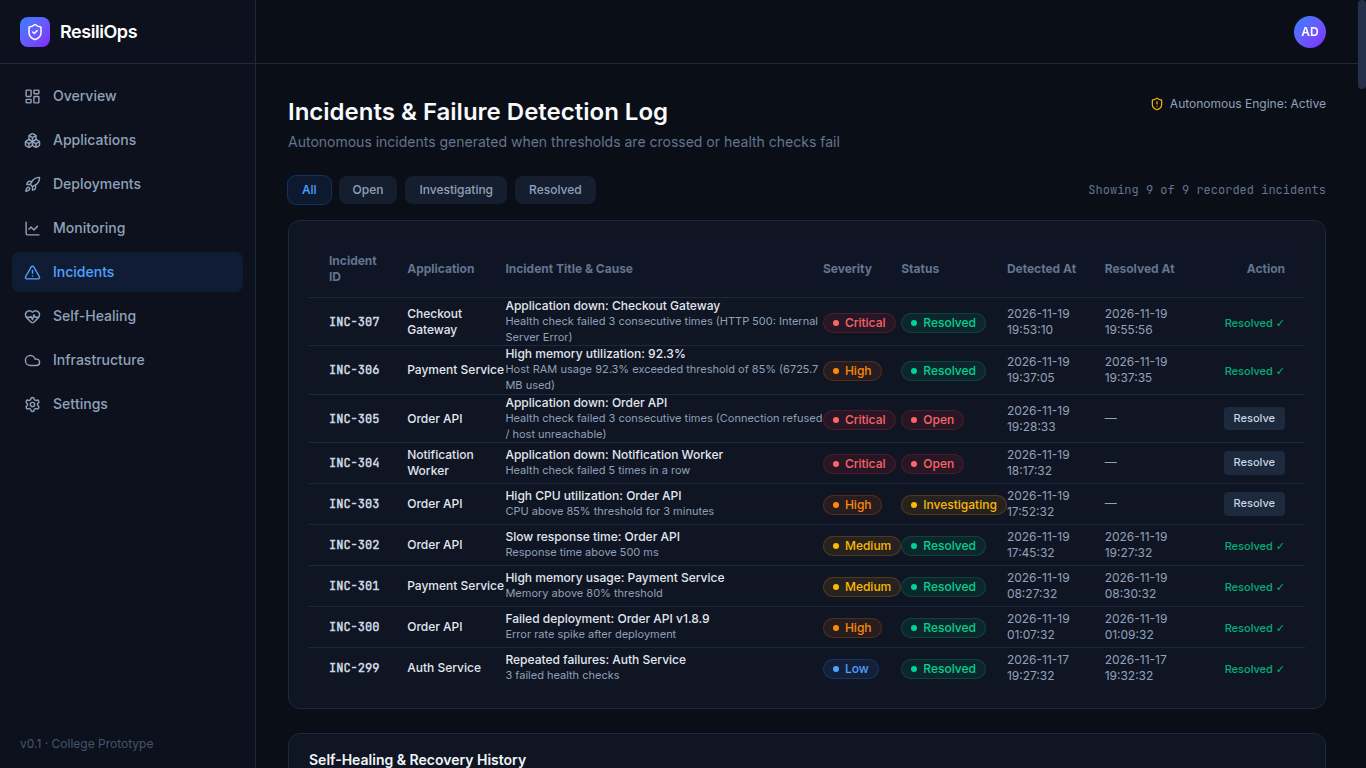 ResiliOps
AD
Overview
Applications
Deployments
Monitoring
Incidents
Self-Healing
Infrastructure
Settings
v0.1 · College Prototype
Incidents & Failure Detection Log
Autonomous Engine: Active
Autonomous incidents generated when thresholds are crossed or health checks fail
All Open Investigating Resolved
Showing 9 of 9 recorded incidents
Incident ID Application Incident Title & Cause Severity Status Detected At Resolved At Action
INC-307 Checkout Gateway Application down: Checkout Gateway
Health check failed 3 consecutive times (HTTP 500: Internal Server Error) Critical Resolved 2026-11-19 19:53:10 2026-11-19 19:55:56 Resolved ✓
INC-306 Payment Service High memory utilization: 92.3%
Host RAM usage 92.3% exceeded threshold of 85% (6725.7 MB used) High Resolved 2026-11-19 19:37:05 2026-11-19 19:37:35 Resolved ✓
INC-305 Order API Application down: Order API
Health check failed 3 consecutive times (Connection refused / host unreachable) Critical Open 2026-11-19 19:28:33 — Resolve
INC-304 Notification Worker Application down: Notification Worker
Health check failed 5 times in a row Critical Open 2026-11-19 18:17:32 — Resolve
INC-303 Order API High CPU utilization: Order API
CPU above 85% threshold for 3 minutes High Investigating 2026-11-19 17:52:32 — Resolve
INC-302 Order API Slow response time: Order API
Response time above 500 ms Medium Resolved 2026-11-19 17:45:32 2026-11-19 19:27:32 Resolved ✓
INC-301 Payment Service High memory usage: Payment Service
Memory above 80% threshold Medium Resolved 2026-11-19 08:27:32 2026-11-19 08:30:32 Resolved ✓
INC-300 Order API Failed deployment: Order API v1.8.9
Error rate spike after deployment High Resolved 2026-11-19 01:07:32 2026-11-19 01:09:32 Resolved ✓
INC-299 Auth Service Repeated failures: Auth Service
3 failed health checks Low Resolved 2026-11-17 19:27:32 2026-11-17 19:32:32 Resolved ✓
Self-Healing & Recovery History